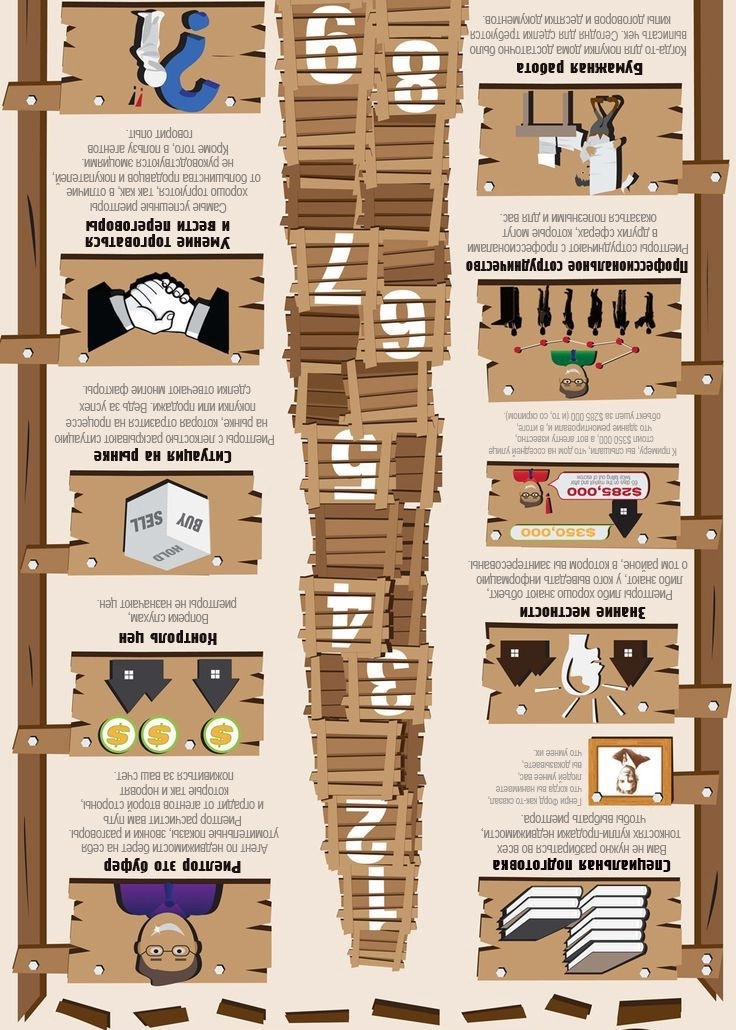 1
2
3
4
5
6
7
8
9
Специальная подготовка
Вам не нужно разбираться во всех
тонкостях купли-продажи недвижимости,
чтобы выбрать риелтора.
Генри Форд как-то сказал,
что когда вы нанимаете
людей умнее вас,
вы доказываете,
что умнее их.
Знание местности
Риелторы либо хорошо знают объект,
либо знают, у кого выведать информацию
о том районе, в котором вы заинтересованы.
$350,000
$285,000
65 days on the market and after
twice falling out of escrow.
К примеру, вы слышали, что дом на соседней улице
стоил $350 000, а вот агенту известно,
что здание ремонтировали и, в итоге,
объект ушел за $285 000 (и то, со скрипом).
Профессиональное сотрудничество
Риелторы сотрудничают с профессионалами
в других сферах, которые могут
оказаться полезными и для вас.
Бумажная работа
Когда-то для покупки дома достаточно было
выписать чек. Сегодня для сделки требуются
кипы договоров и десятки документов.
Риелтор это буфер
Агент по недвижимости берет на себя
утомительные показы, звонки и разговоры.
Риелтор расчистит вам путь
и оградит от агентов второй стороны,
которые так и норовят
поживиться за ваш счет.
$ $ $
Контроль цен
Вопреки слухам,
риелторы не назначают цен.
HOLD
BUY SELL
Ситуация на рынке
Риелторы с легкостью раскрывают ситуацию
на рынке, которая отразится на процессе
покупки или продажи. Ведь за успех
сделки отвечают многие факторы.
Умение торговаться
и вести переговоры
Самые успешные риелторы
хорошо торгуются, так как, в отличие
от большинства продавцов и покупателей,
не руководствуются эмоциями.
Кроме того, в пользу агентов
говорит опыт.
?
!!